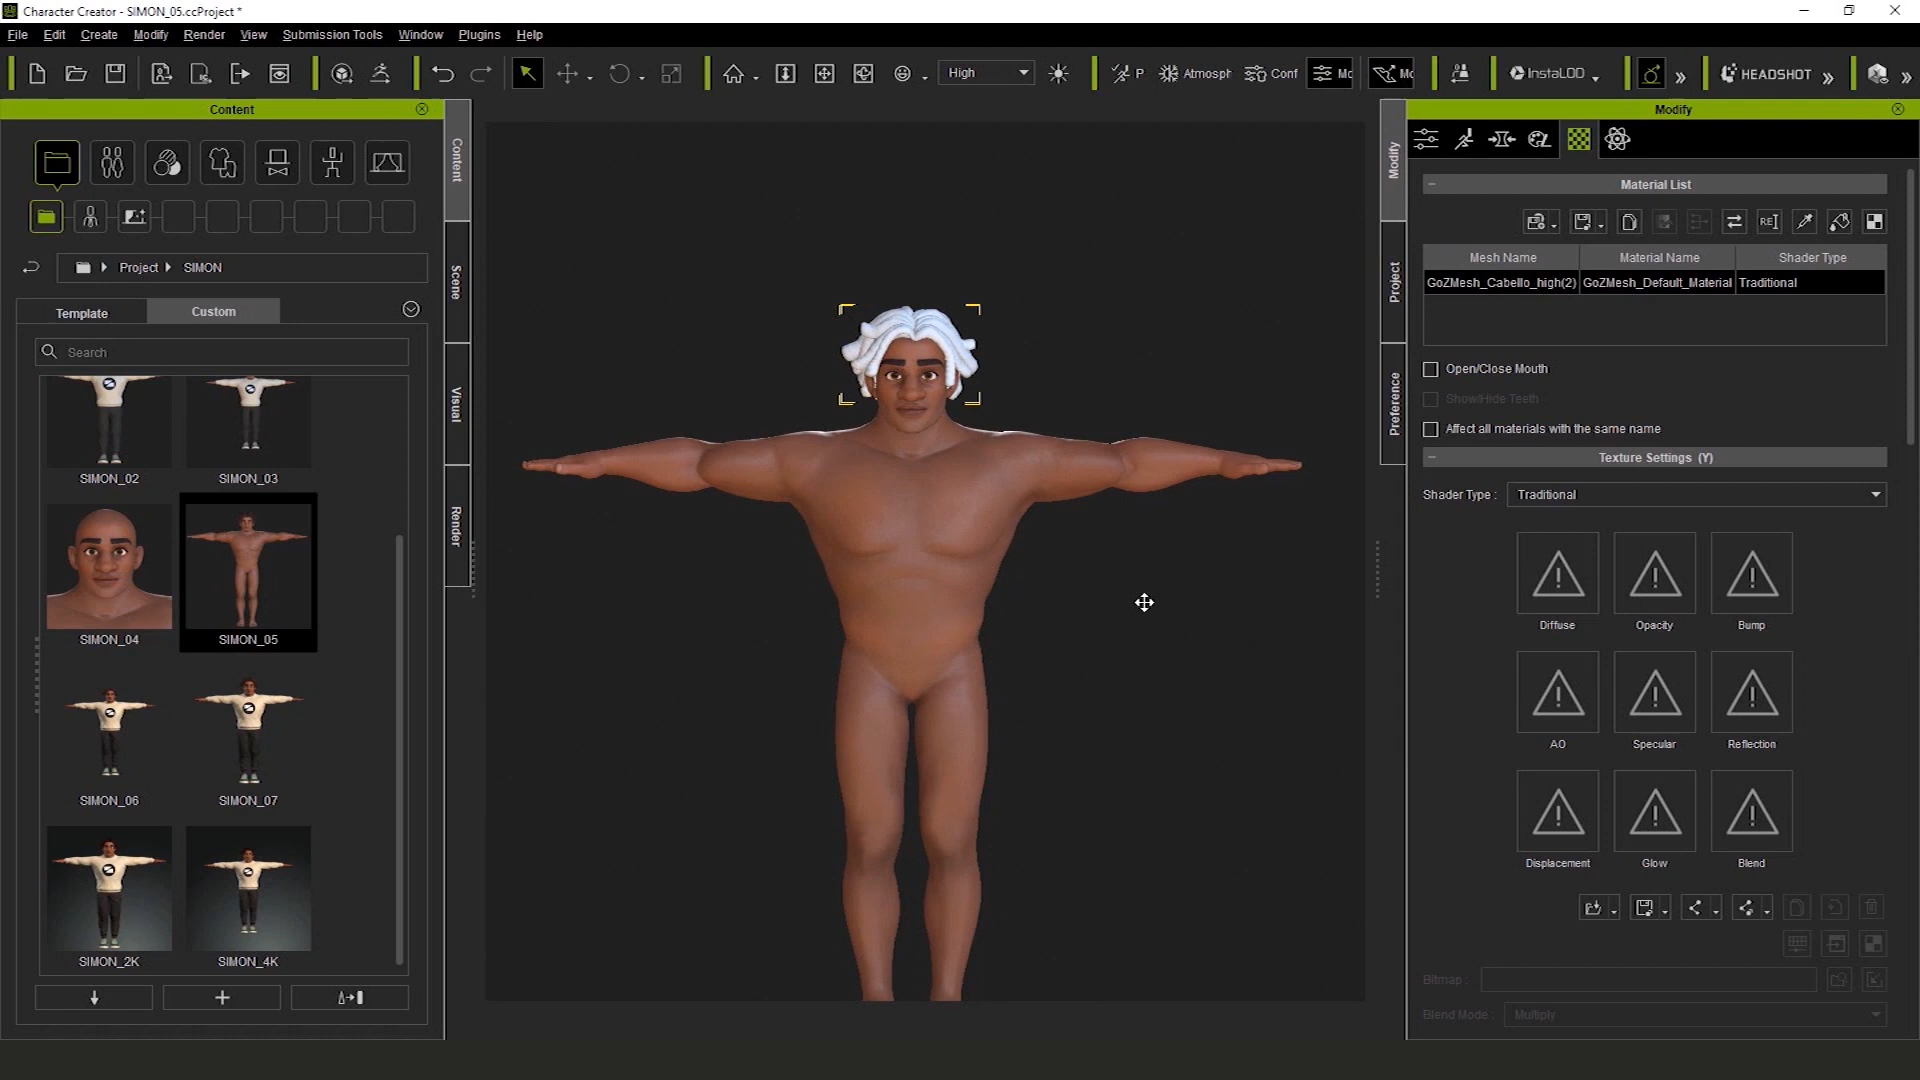 Character Creator - SIMON_05.ccProject *
File Edit Create Modify Render View Submission Tools Window Plugins Help
High P Atmosph Conf Mc Mc InstaLOD HEADSHOT
Content
Modify
Content
Scene
Visual
Render
Modify
Project
Preference
Project SIMON
Template Custom
Search
SIMON_02 SIMON_03
SIMON_04 SIMON_05
SIMON_06 SIMON_07
SIMON_2K SIMON_4K
Material List
REI
Mesh Name Material Name Shader Type
GoZMesh_Cabello_high(2) GoZMesh_Default_Material Traditional
Open/Close Mouth
Show/Hide Teeth
Affect all materials with the same name
Texture Settings (Y)
Shader Type : Traditional
Diffuse Opacity Bump
AO Specular Reflection
Displacement Glow Blend
Bitmap :
Blend Mode : Multiply